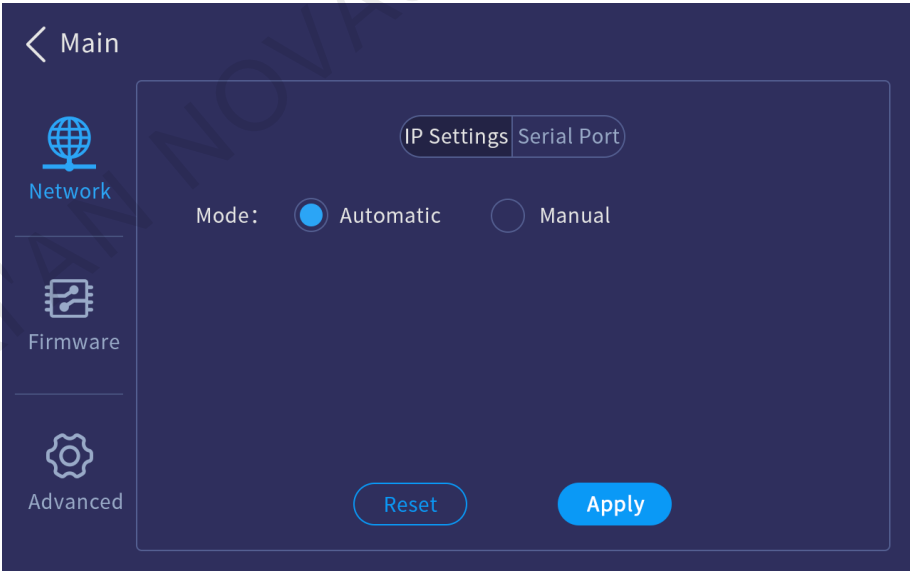 Main
IP Settings Serial Port
Network
Mode: Automatic Manual
Firmware
Advanced
Reset Apply